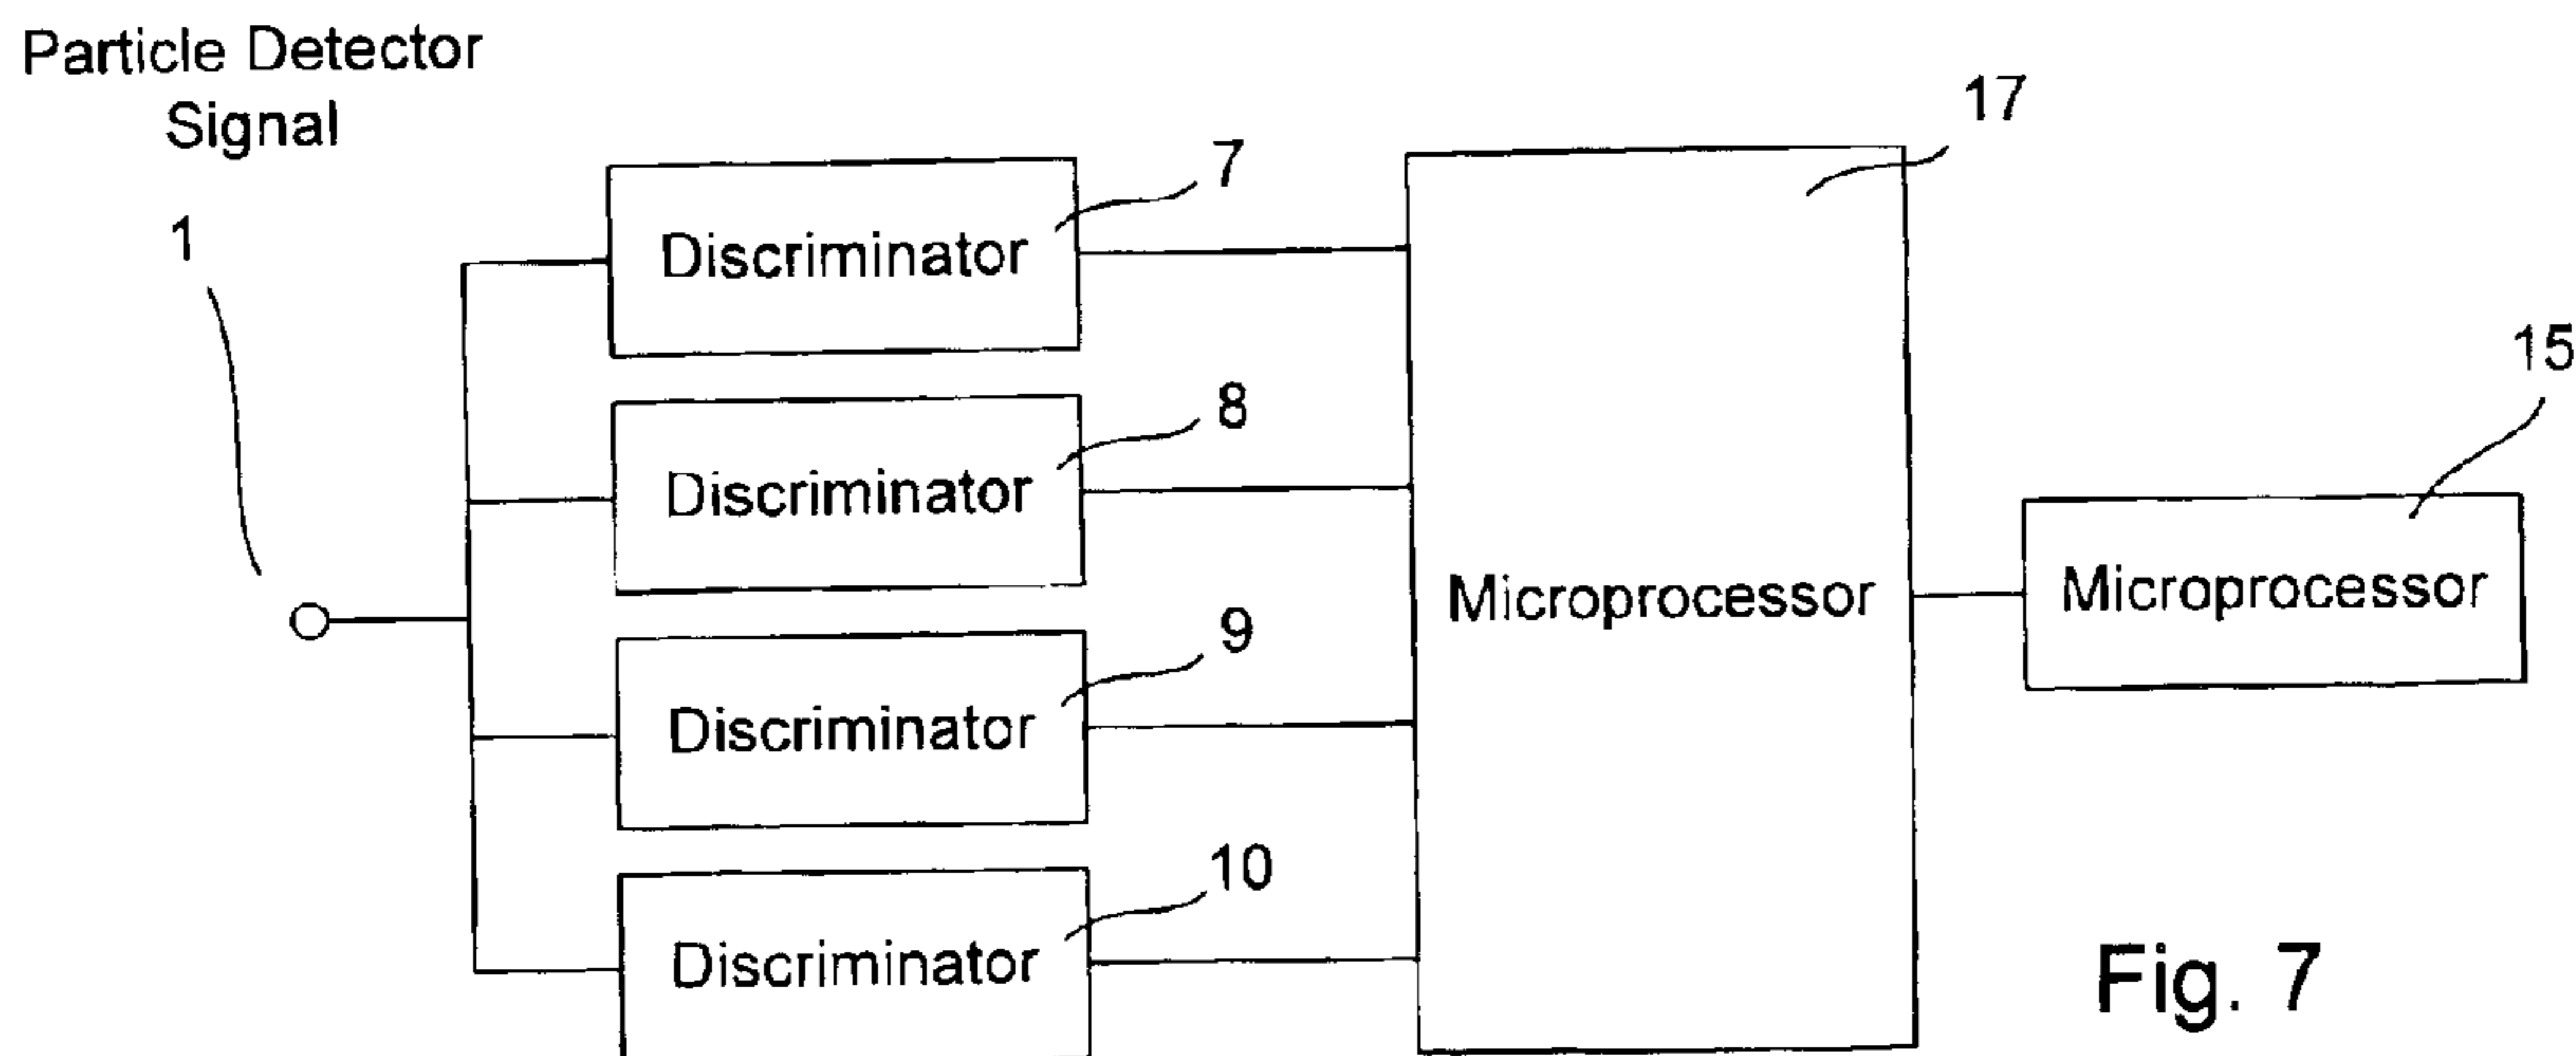 Particle Detector
Signal
1
7
Discriminator
8
Discriminator
9
Discriminator
10
Discriminator
17
Microprocessor
15
Microprocessor
Fig. 7